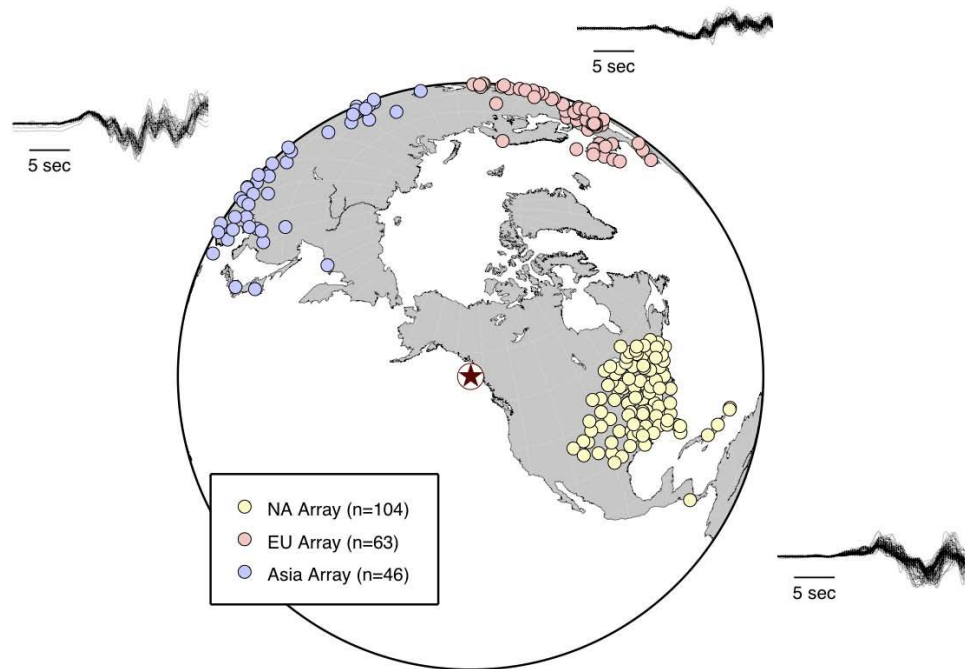 5 sec
5 sec
NA Array (n=104)
EU Array (n=63)
Asia Array (n=46)
5 sec